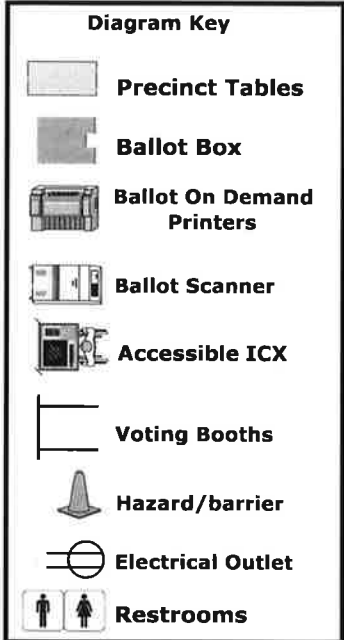 Diagram Key
Precinct Tables
Ballot Box
Ballot On Demand
Printers
Ballot Scanner
Accessible ICX
Voting Booths
Hazard/barrier
Electrical Outlet
Restrooms